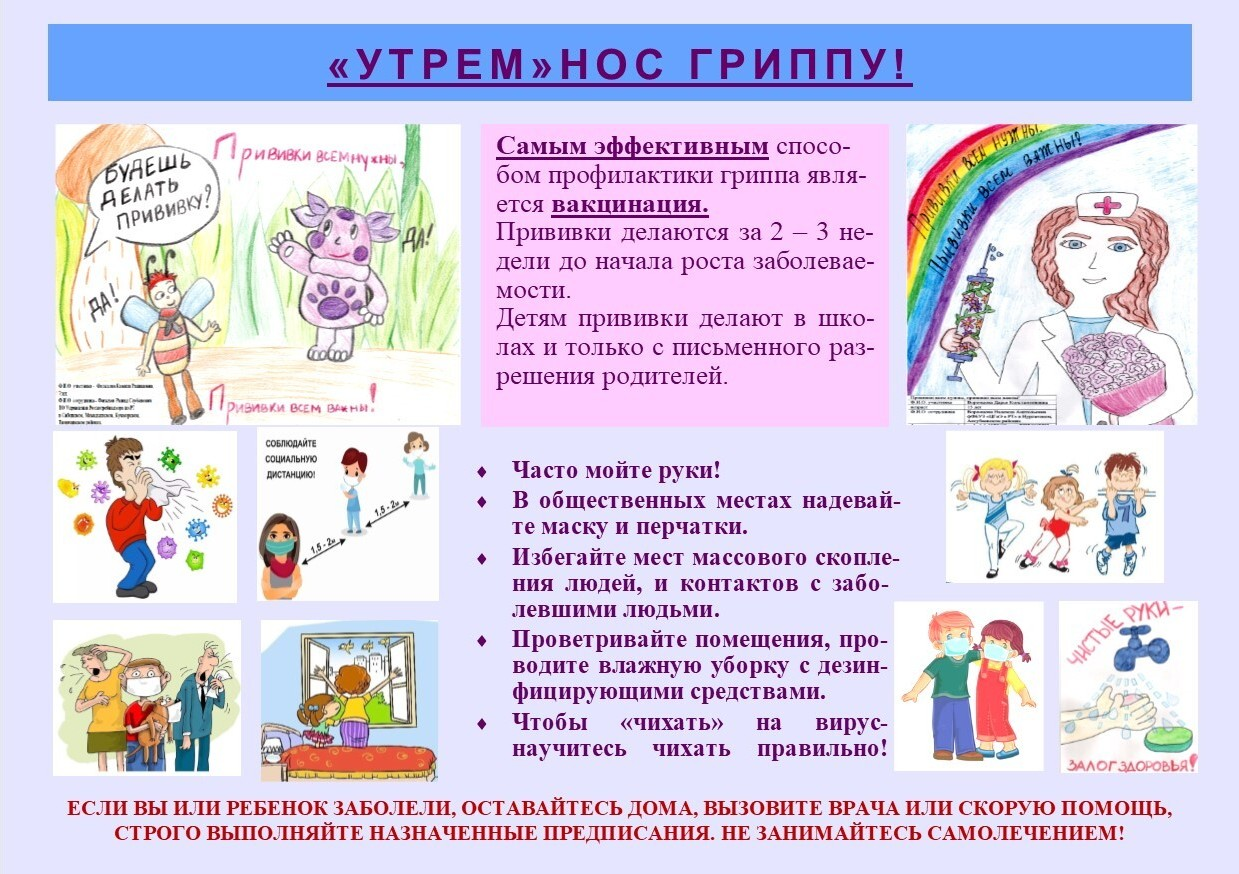 «УТРЕМ»НОС ГРИППУ!
БУДЕШЬ
ДЕЛАТЬ
ПРИВИВКУ?
Прививки всем нужны,
ДА!
ДА!
Прививки всем важны!
Самым эффективным спосо-
бом профилактики гриппа явля-
ется вакцинация.
Прививки делаются за 2 – 3 не-
дели до начала роста заболевае-
мости.
Детям прививки делают в шко-
лах и только с письменного раз-
решения родителей.
ПРИВИВКИ ВСЕМ НУЖНЫ,
ПРИВИВКИ ВСЕМ ВАЖНЫ!
СОБЛЮДАЙТЕ
СОЦИАЛЬНУЮ
ДИСТАНЦИЮ!
1,5 - 2м
1,5 - 2м
♦ Часто мойте руки!
♦ В общественных местах надевай-
те маску и перчатки.
♦ Избегайте мест массового скопле-
ния людей, и контактов с забо-
левшими людьми.
♦ Проветривайте помещения, про-
водите влажную уборку с дезин-
фицирующими средствами.
♦ Чтобы «чихать» на вирус-
научитесь чихать правильно!
7
ЧИСТЫЕ РУКИ –
ЗАЛОГ ЗДОРОВЬЯ!
ЕСЛИ ВЫ ИЛИ РЕБЕНОК ЗАБОЛЕЛИ, ОСТАВАЙТЕСЬ ДОМА, ВЫЗОВИТЕ ВРАЧА ИЛИ СКОРУЮ ПОМОЩЬ,
СТРОГО ВЫПОЛНЯЙТЕ НАЗНАЧЕННЫЕ ПРЕДПИСАНИЯ. НЕ ЗАНИМАЙТЕСЬ САМОЛЕЧЕНИЕМ!